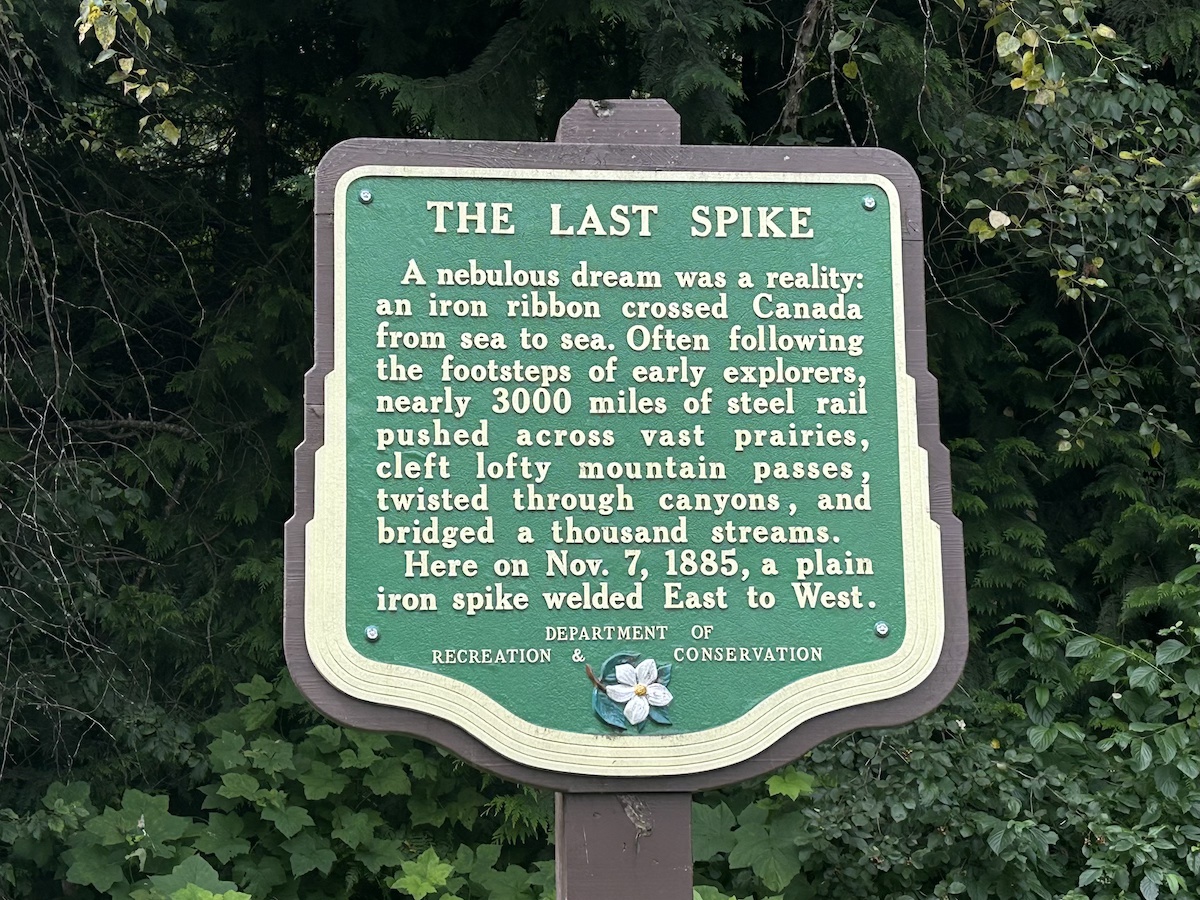 THE LAST SPIKE
A nebulous dream was a reality:
an iron ribbon crossed Canada
from sea to sea. Often following
the footsteps of early explorers,
nearly 3000 miles of steel rail
pushed across vast prairies,
cleft lofty mountain passes,
twisted through canyons, and
bridged a thousand streams.
Here on Nov. 7, 1885, a plain
iron spike welded East to West.
DEPARTMENT OF
RECREATION & CONSERVATION